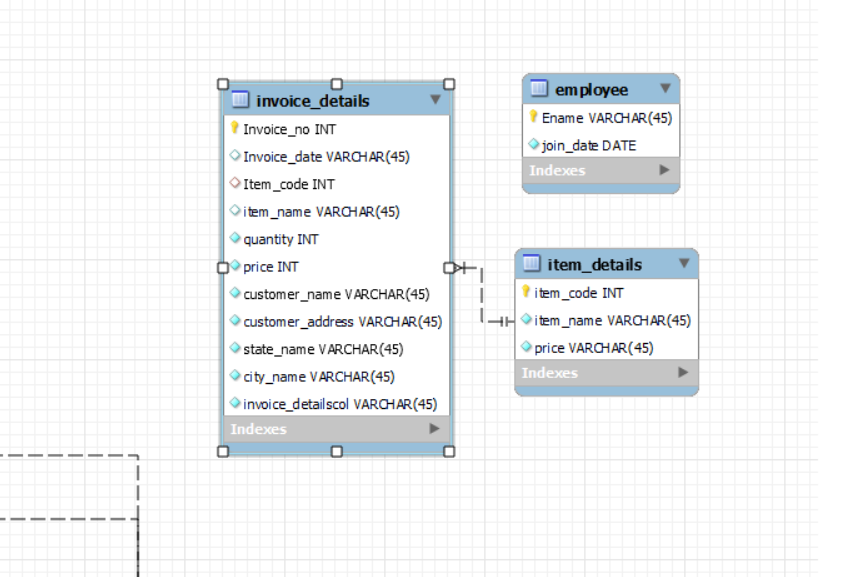 invoice_details
Invoice_no INT
Invoice_date VARCHAR(45)
Item_code INT
item_name VARCHAR(45)
quantity INT
price INT
customer_name VARCHAR(45)
customer_address VARCHAR(45)
state_name VARCHAR(45)
city_name VARCHAR(45)
invoice_detailscol VARCHAR(45)
Indexes
employee
Ename VARCHAR(45)
join_date DATE
Indexes
item_details
item_code INT
item_name VARCHAR(45)
price VARCHAR(45)
Indexes